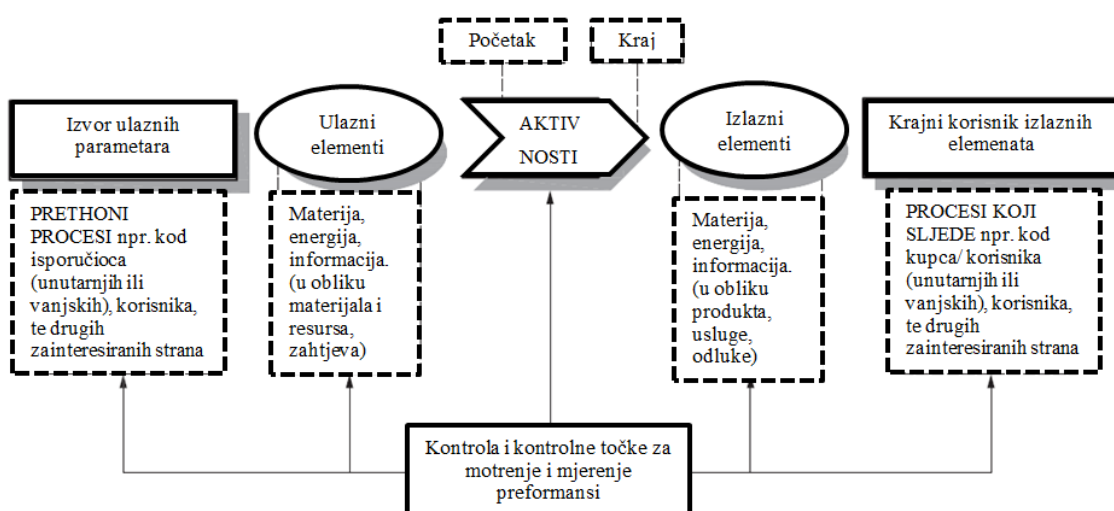 Početak
Kraj
Izvor ulaznih
parametara
Ulazni
elementi
AKTIV
NOSTI
Izlazni
elementi
Krajni korisnik izlaznih
elemenata
PRETHONI
PROCESI npr. kod
isporučioca
(unutarnjih ili
vanjskih), korisnika,
te drugih
zainteresiranih strana
Materija,
energija,
informacija.
(u obliku
materijala i
resursa,
zahtjeva)
Materija,
energija,
informacija.
(u obliku
produkta,
usluge,
odluke)
PROCESI KOJI
SLJEDE npr. kod
kupca/ korisnika
(unutarnjih ili
vanjskih), korisnika,
te drugih
zainteresiranih strana
Kontrola i kontrolne točke za
motrenje i mjerenje
preformansi